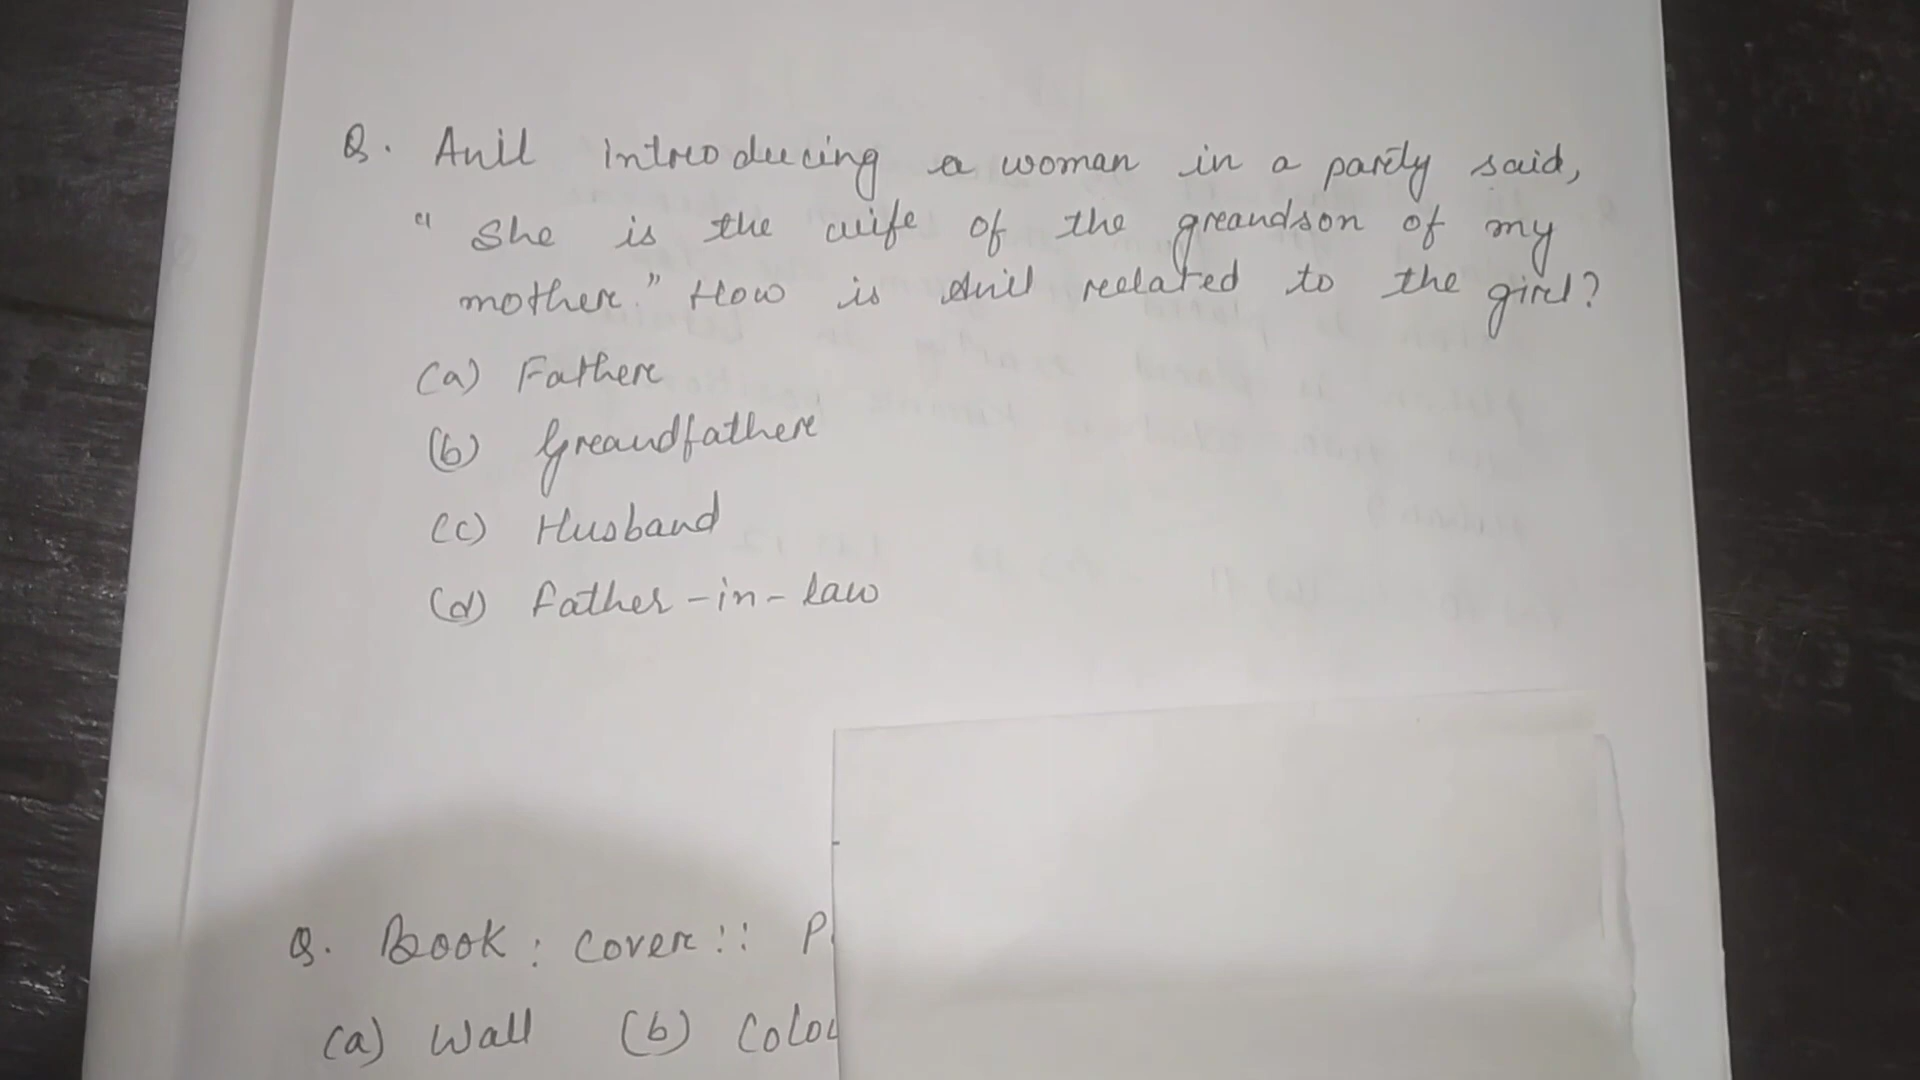 Q. Anil introducing a woman in a party said,
" She is the wife of the grandson of my
mother." How is Anil related to the girl?
(a) Father
(b) Grandfather
(c) Husband
(d) Father-in-law
Q. Book : Cover :: P
(a) Wall (b) Colou